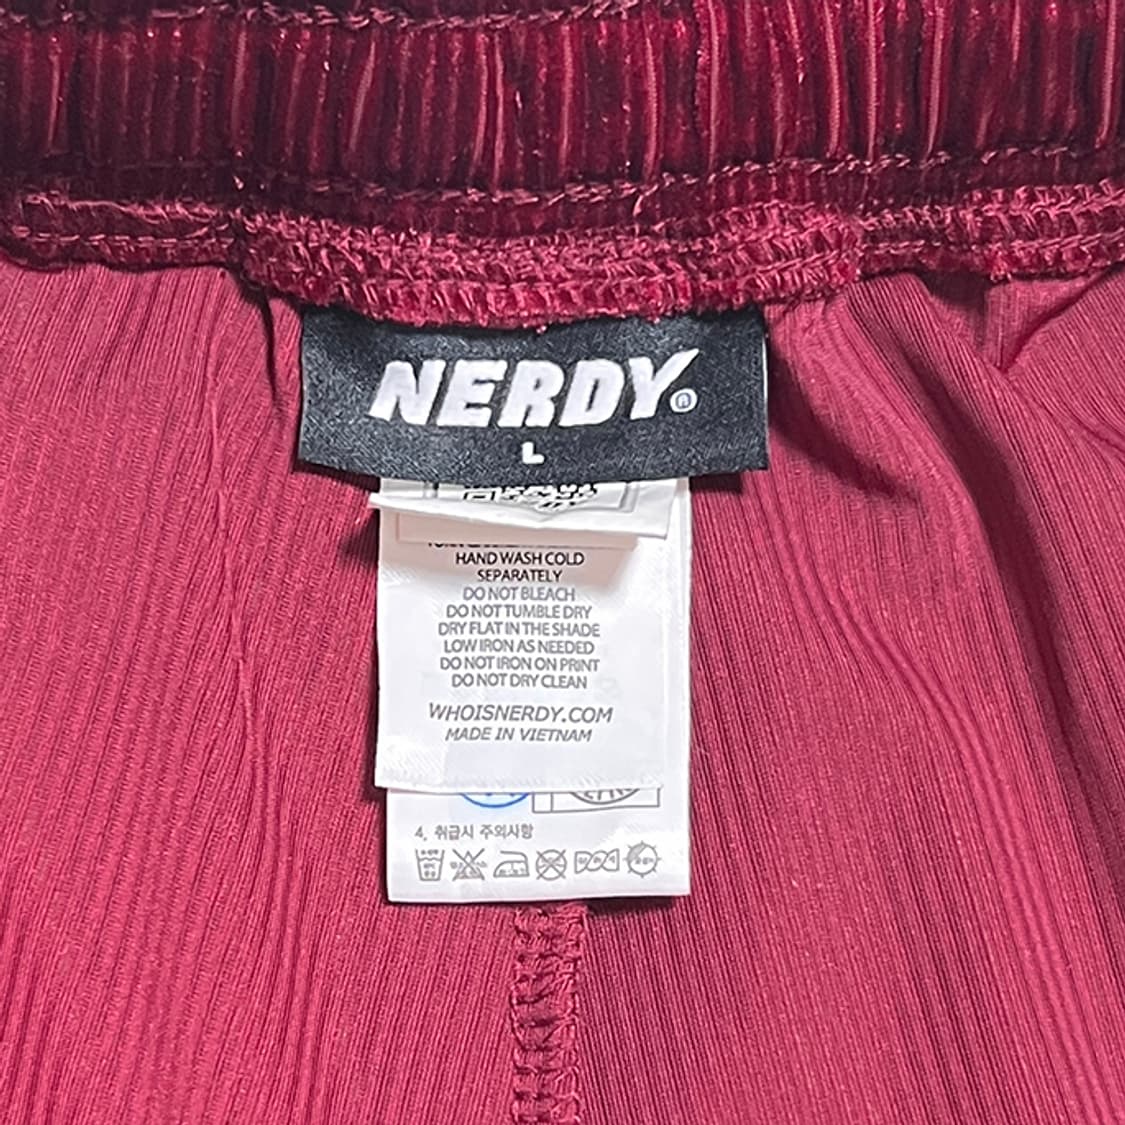 NERDY®
L
HAND WASH COLD
SEPARATELY
DO NOT BLEACH
DO NOT TUMBLE DRY
DRY FLAT IN THE SHADE
LOW IRON AS NEEDED
DO NOT IRON ON PRINT
DO NOT DRY CLEAN
WHOISNERDY.COM
MADE IN VIETNAM
4. 취급시 주의사항